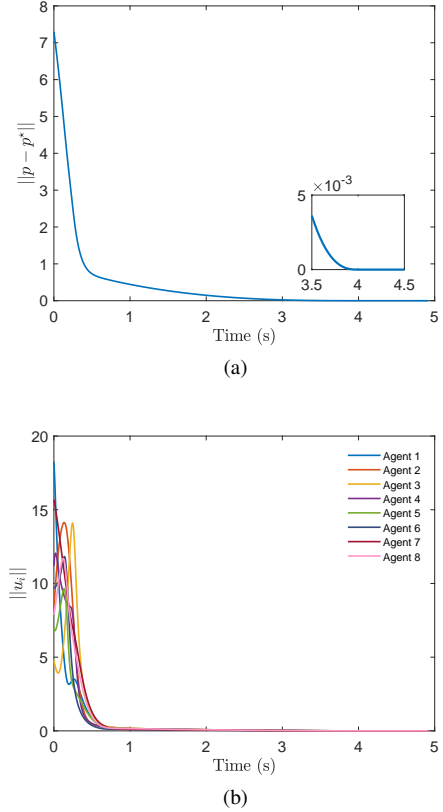 8
7
6
5
4
3
2
1
0
||p − p*||
5 ×10⁻³
0
3.5 4 4.5
0 1 2 3 4 5
Time (s)
(a)
20
15
10
5
0
||uᵢ||
Agent 1
Agent 2
Agent 3
Agent 4
Agent 5
Agent 6
Agent 7
Agent 8
0 1 2 3 4 5
Time (s)
(b)